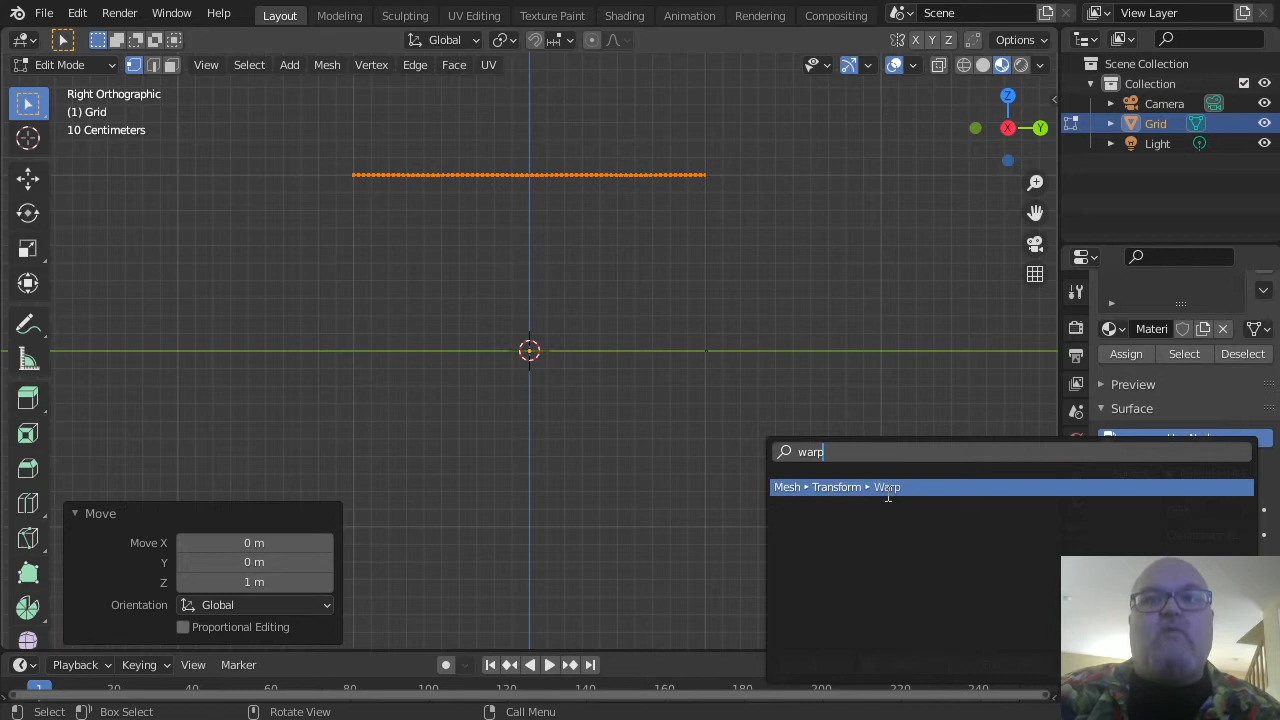 File Edit Render Window Help
Layout Modeling Sculpting UV Editing Texture Paint Shading Animation Rendering Compositing
Scene
View Layer
Global
X Y Z
Options
Edit Mode
View Select Add Mesh Vertex Edge Face UV
Right Orthographic
(1) Grid
10 Centimeters
Z
X
Y
Scene Collection
Collection
Camera
Grid
Light
Materi
Assign Select Deselect
Preview
Surface
warp
Mesh ▸ Transform ▸ Warp
Move
Move X 0 m
Y 0 m
Z 1 m
Orientation Global
Proportional Editing
Playback Keying View Marker
1 20 40 60 80 100 120 140 160 180 200 220 240
Select Box Select Rotate View Call Menu